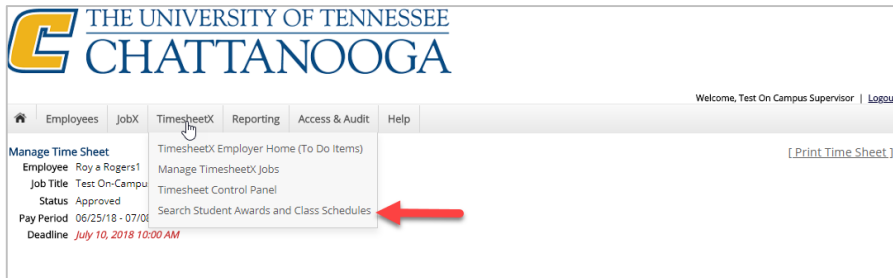 THE UNIVERSITY OF TENNESSEE
CHATTANOOGA
Welcome, Test On Campus Supervisor | Logou
Employees JobX TimesheetX Reporting Access & Audit Help
Manage Time Sheet
[ Print Time Sheet ]
Employee Roy a Rogers1
Job Title Test On-Campu
Status Approved
Pay Period 06/25/18 - 07/08
Deadline July 10, 2018 10:00 AM
TimesheetX Employer Home (To Do Items)
Manage TimesheetX Jobs
Timesheet Control Panel
Search Student Awards and Class Schedules